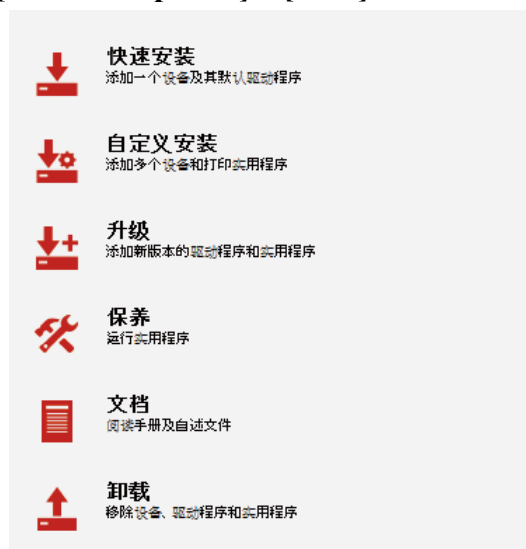 快速安装
添加一个设备及其默认驱动程序
自定义安装
添加多个设备和打印实用程序
升级
添加新版本的驱动程序和实用程序
保养
运行实用程序
文档
阅读手册及自述文件
卸载
移除设备、驱动程序和实用程序